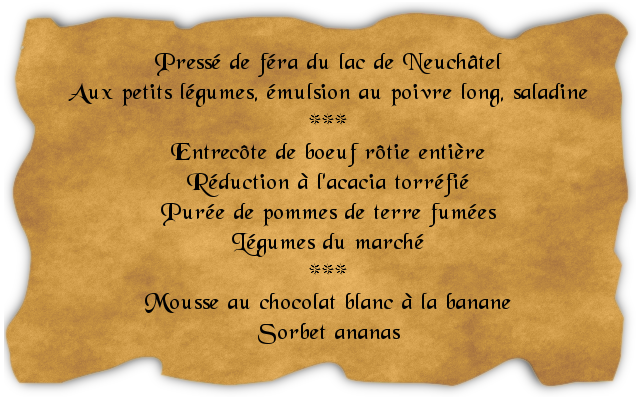 Pressé de féra du lac de Neuchâtel
Aux petits légumes, émulsion au poivre long, saladine
***
Entrecôte de boeuf rôtie entière
Réduction à l'acacia torréfié
Purée de pommes de terre fumées
Légumes du marché
***
Mousse au chocolat blanc à la banane
Sorbet ananas